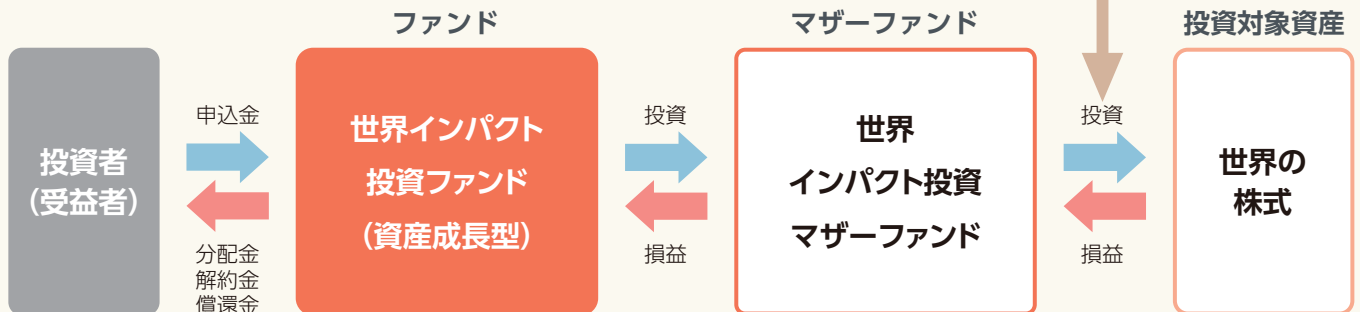 ファンド
マザーファンド
投資対象資産
投資者
(受益者)
申込金
分配金
解約金
償還金
世界インパクト
投資ファンド
(資産成長型)
投資
損益
世界
インパクト投資
マザーファンド
投資
損益
世界の
株式